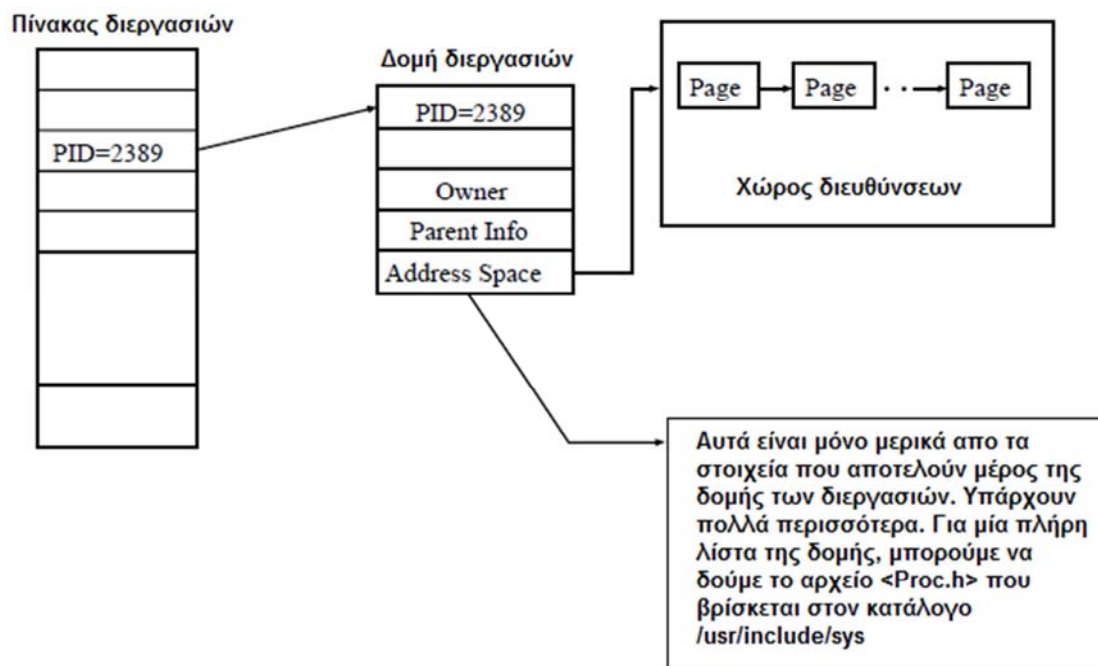 Πίνακας διεργασιών
PID=2389
Δομή διεργασιών
PID=2389
Owner
Parent Info
Address Space
Page
Page
. .
Page
Χώρος διευθύνσεων
Αυτά είναι μόνο μερικά απο τα
στοιχεία που αποτελούν μέρος της
δομής των διεργασιών. Υπάρχουν
πολλά περισσότερα. Για μία πλήρη
λίστα της δομής, μπορούμε να
δούμε το αρχείο <Proc.h> που
βρίσκεται στον κατάλογο
/usr/include/sys